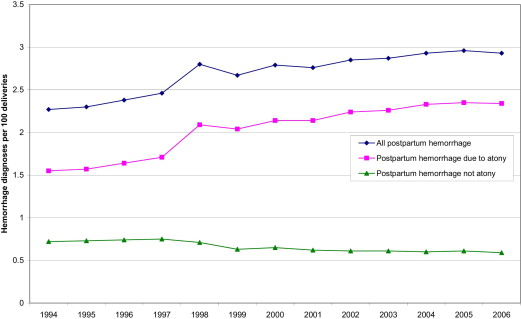 3.5
3
2.5
2
1.5
1
0.5
0
Hemorrhage diagnoses per 100 deliveries
All postpartum hemorrhage
Postpartum hemorrhage due to atony
Postpartum hemorrhage not atony
1994 1995 1996 1997 1998 1999 2000 2001 2002 2003 2004 2005 2006